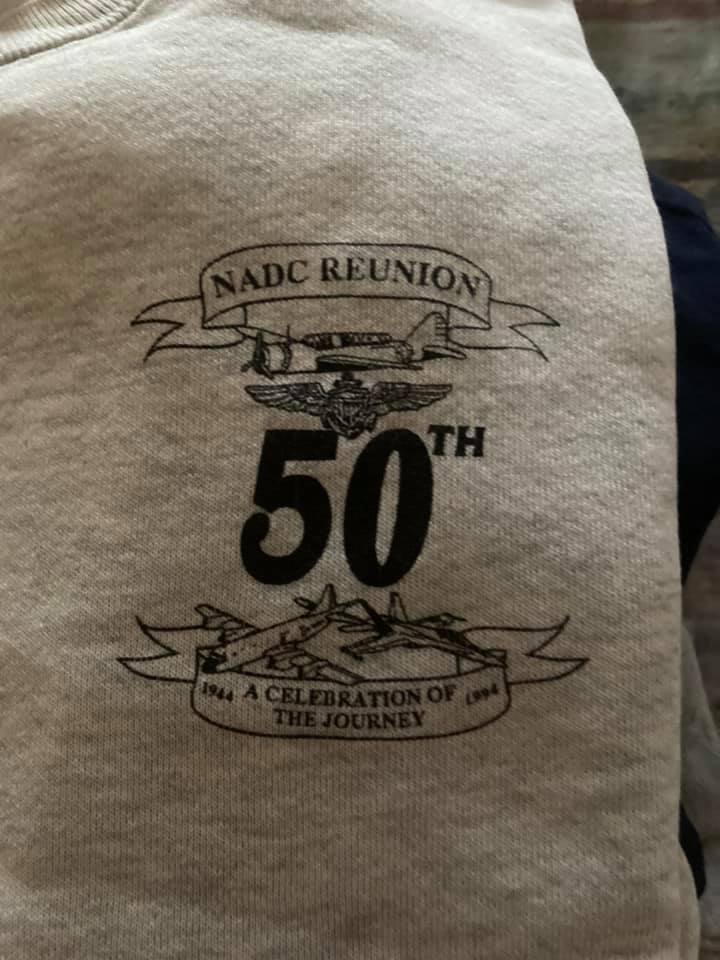 NADC REUNION
50TH
1944 A CELEBRATION OF 1994
THE JOURNEY